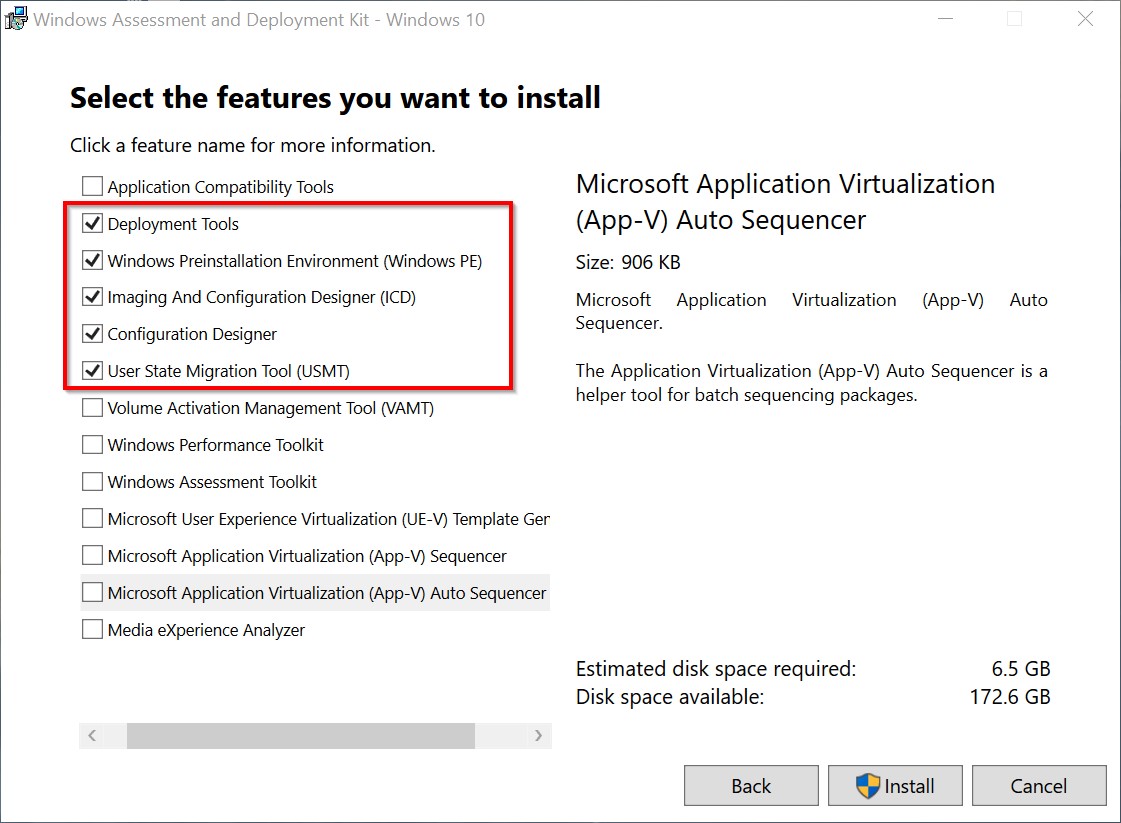 Windows Assessment and Deployment Kit - Windows 10
Select the features you want to install
Click a feature name for more information.
Application Compatibility Tools
Deployment Tools
Windows Preinstallation Environment (Windows PE)
Imaging And Configuration Designer (ICD)
Configuration Designer
User State Migration Tool (USMT)
Volume Activation Management Tool (VAMT)
Windows Performance Toolkit
Windows Assessment Toolkit
Microsoft User Experience Virtualization (UE-V) Template Ger
Microsoft Application Virtualization (App-V) Sequencer
Microsoft Application Virtualization (App-V) Auto Sequencer
Media eXperience Analyzer
Microsoft Application Virtualization
(App-V) Auto Sequencer
Size: 906 KB
Microsoft Application Virtualization (App-V) Auto
Sequencer.
The Application Virtualization (App-V) Auto Sequencer is a
helper tool for batch sequencing packages.
Estimated disk space required: 6.5 GB
Disk space available: 172.6 GB
Back
Install
Cancel